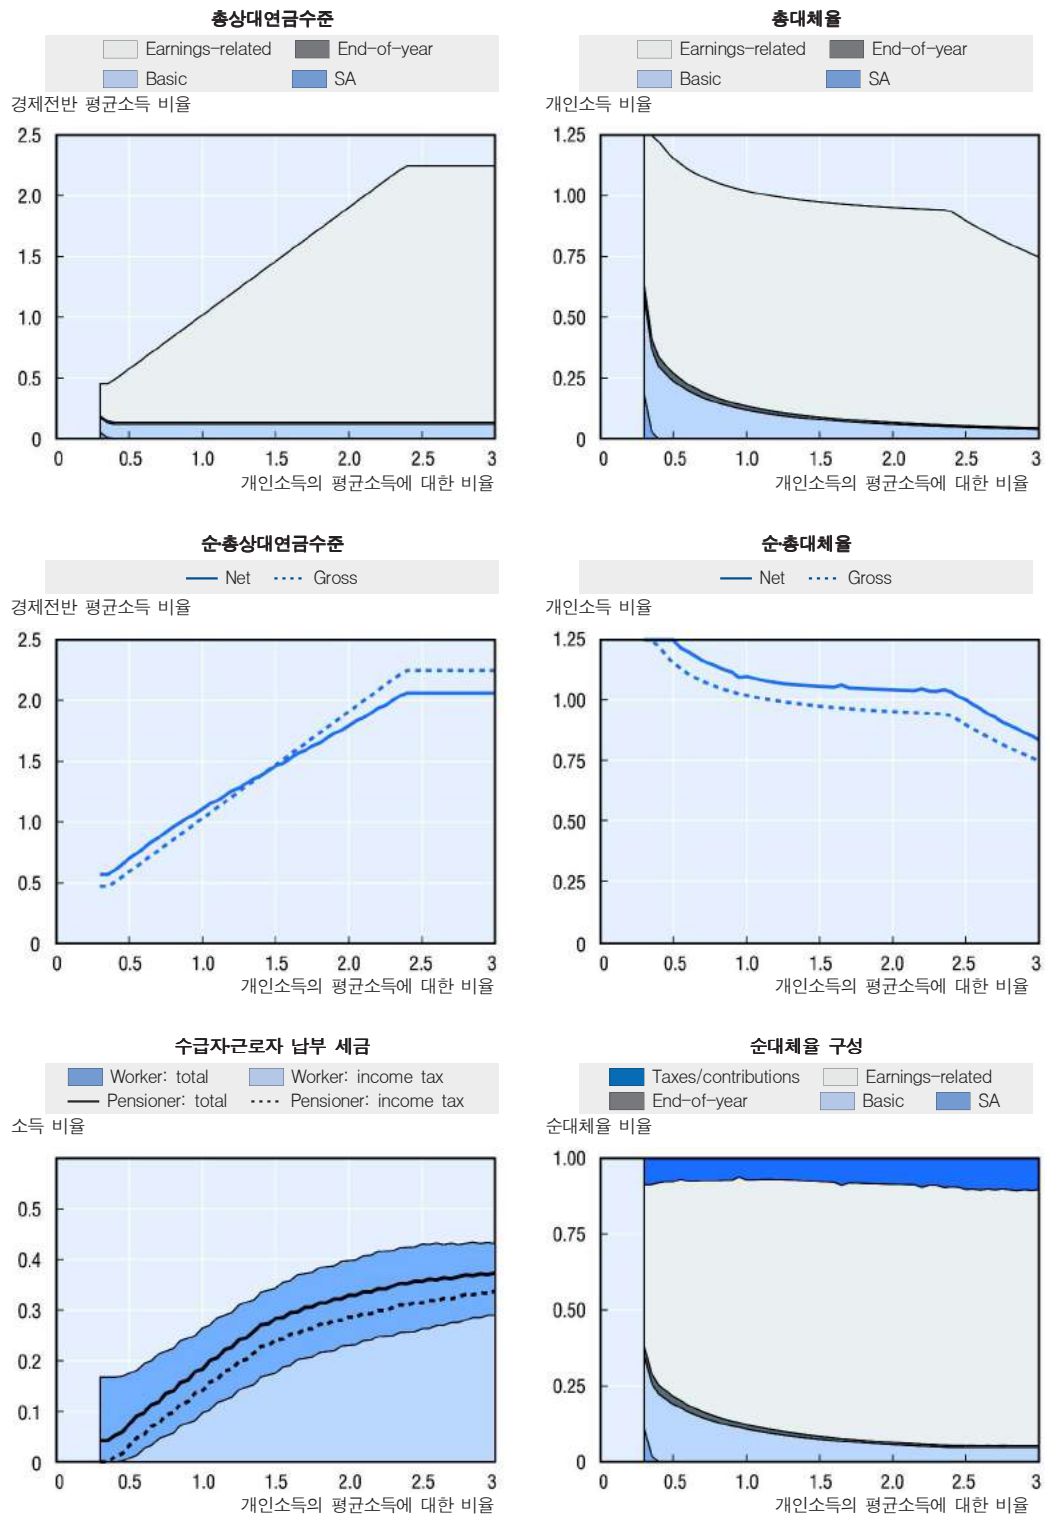 총상대연금수준
Earnings-related End-of-year
Basic SA
경제전반 평균소득 비율
2.5
2.0
1.5
1.0
0.5
0
0 0.5 1.0 1.5 2.0 2.5 3
개인소득의 평균소득에 대한 비율
총대체율
Earnings-related End-of-year
Basic SA
개인소득 비율
1.25
1.00
0.75
0.50
0.25
0
0 0.5 1.0 1.5 2.0 2.5 3
개인소득의 평균소득에 대한 비율
순·총상대연금수준
Net Gross
경제전반 평균소득 비율
2.5
2.0
1.5
1.0
0.5
0
0 0.5 1.0 1.5 2.0 2.5 3
개인소득의 평균소득에 대한 비율
순·총대체율
Net Gross
개인소득 비율
1.25
1.00
0.75
0.50
0.25
0
0 0.5 1.0 1.5 2.0 2.5 3
개인소득의 평균소득에 대한 비율
수급자·근로자 납부 세금
Worker: total Worker: income tax
Pensioner: total Pensioner: income tax
소득 비율
0.5
0.4
0.3
0.2
0.1
0
0 0.5 1.0 1.5 2.0 2.5 3
개인소득의 평균소득에 대한 비율
순대체율 구성
Taxes/contributions Earnings-related
End-of-year Basic SA
순대체율 비율
1.00
0.75
0.50
0.25
0
0 0.5 1.0 1.5 2.0 2.5 3
개인소득의 평균소득에 대한 비율